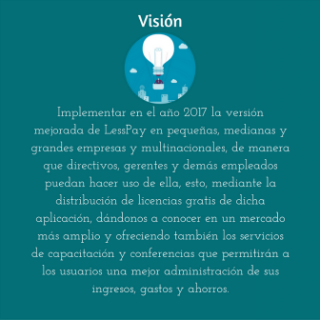 Visión
Implementar en el año 2017 la versión
mejorada de LessPay en pequeñas, medianas y
grandes empresas y multinacionales, de manera
que directivos, gerentes y demás empleados
puedan hacer uso de ella, esto, mediante la
distribución de licencias gratis de dicha
aplicación, dándonos a conocer en un mercado
más amplio y ofreciendo también los servicios
de capacitación y conferencias que permitirán a
los usuarios una mejor administración de sus
ingresos, gastos y ahorros.